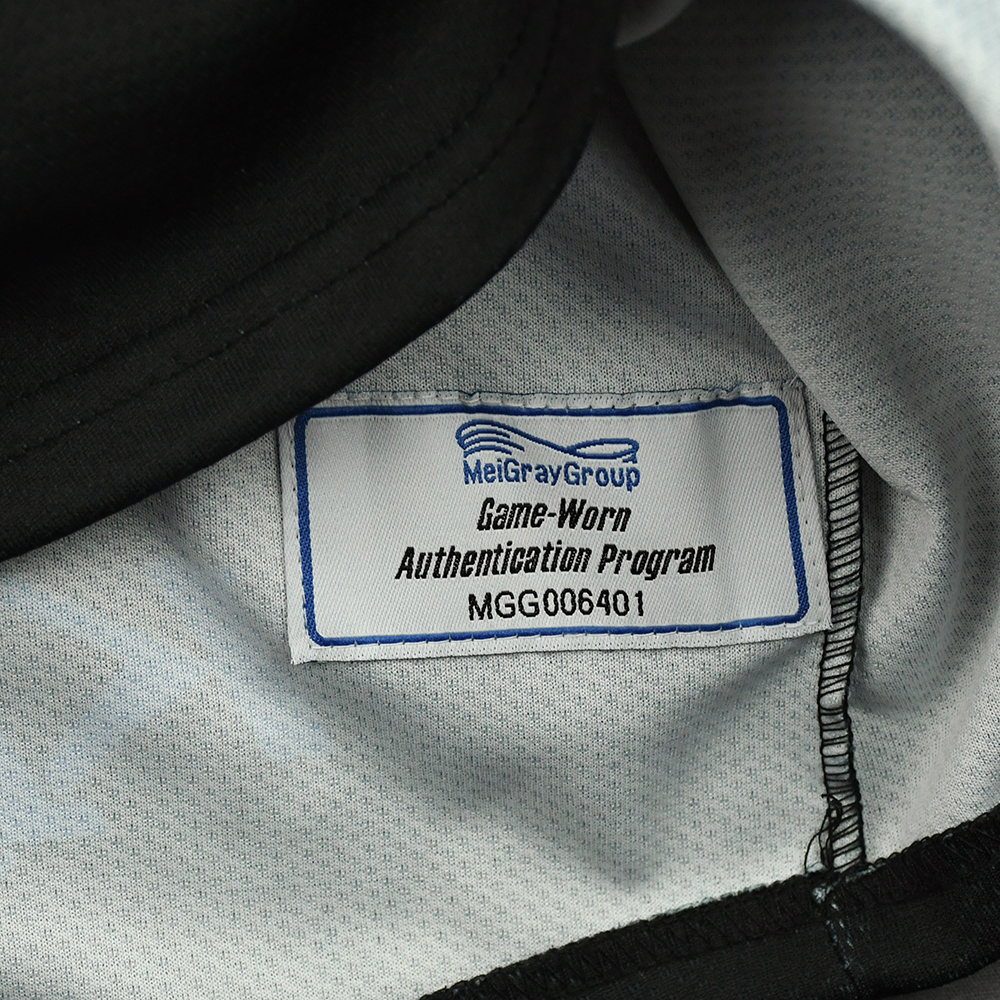 MeiGrayGroup
Game-Worn
Authentication Program
MGG006401